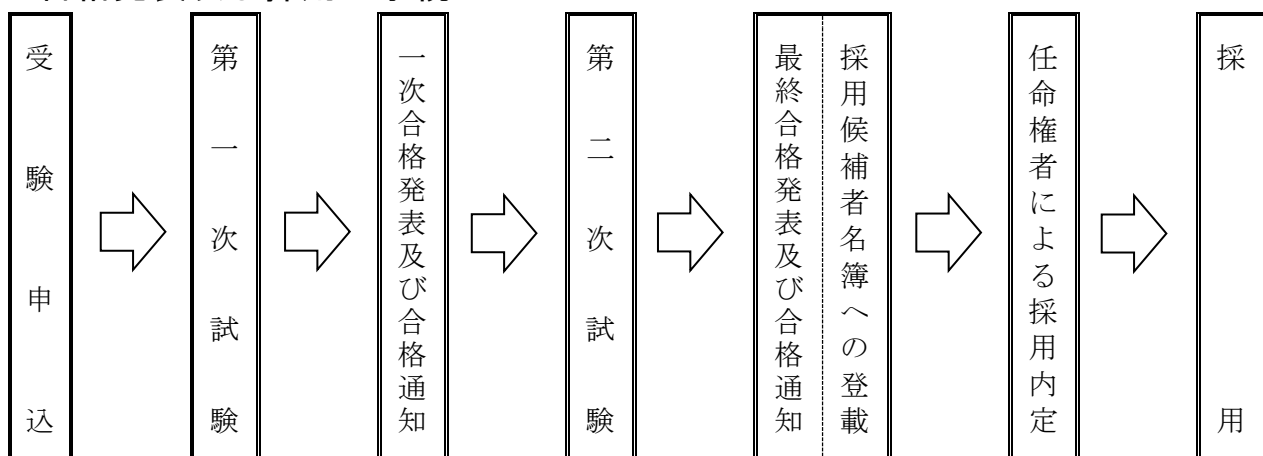 受験申込
第一次試験
一次合格発表及び合格通知
第二次試験
採用候補者名簿への登載
最終合格発表及び合格通知
任命権者による採用内定
採用